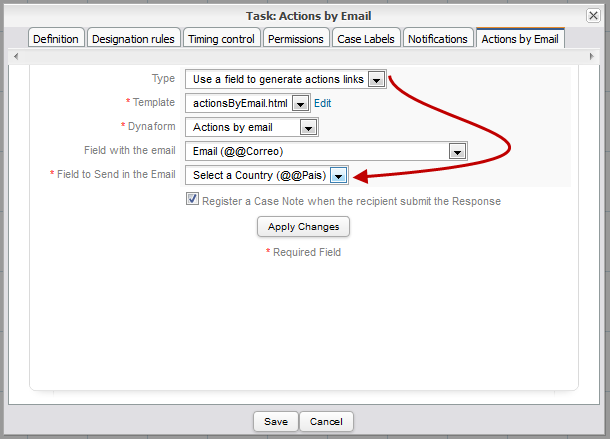 Task: Actions by Email
Definition Designation rules Timing control Permissions Case Labels Notifications Actions by Email
Type Use a field to generate actions links
* Template actionsByEmail.html Edit
* Dynaform Actions by email
Field with the email Email (@@Correo)
* Field to Send in the Email Select a Country (@@Pais)
Register a Case Note when the recipient submit the Response
Apply Changes
* Required Field
Save Cancel